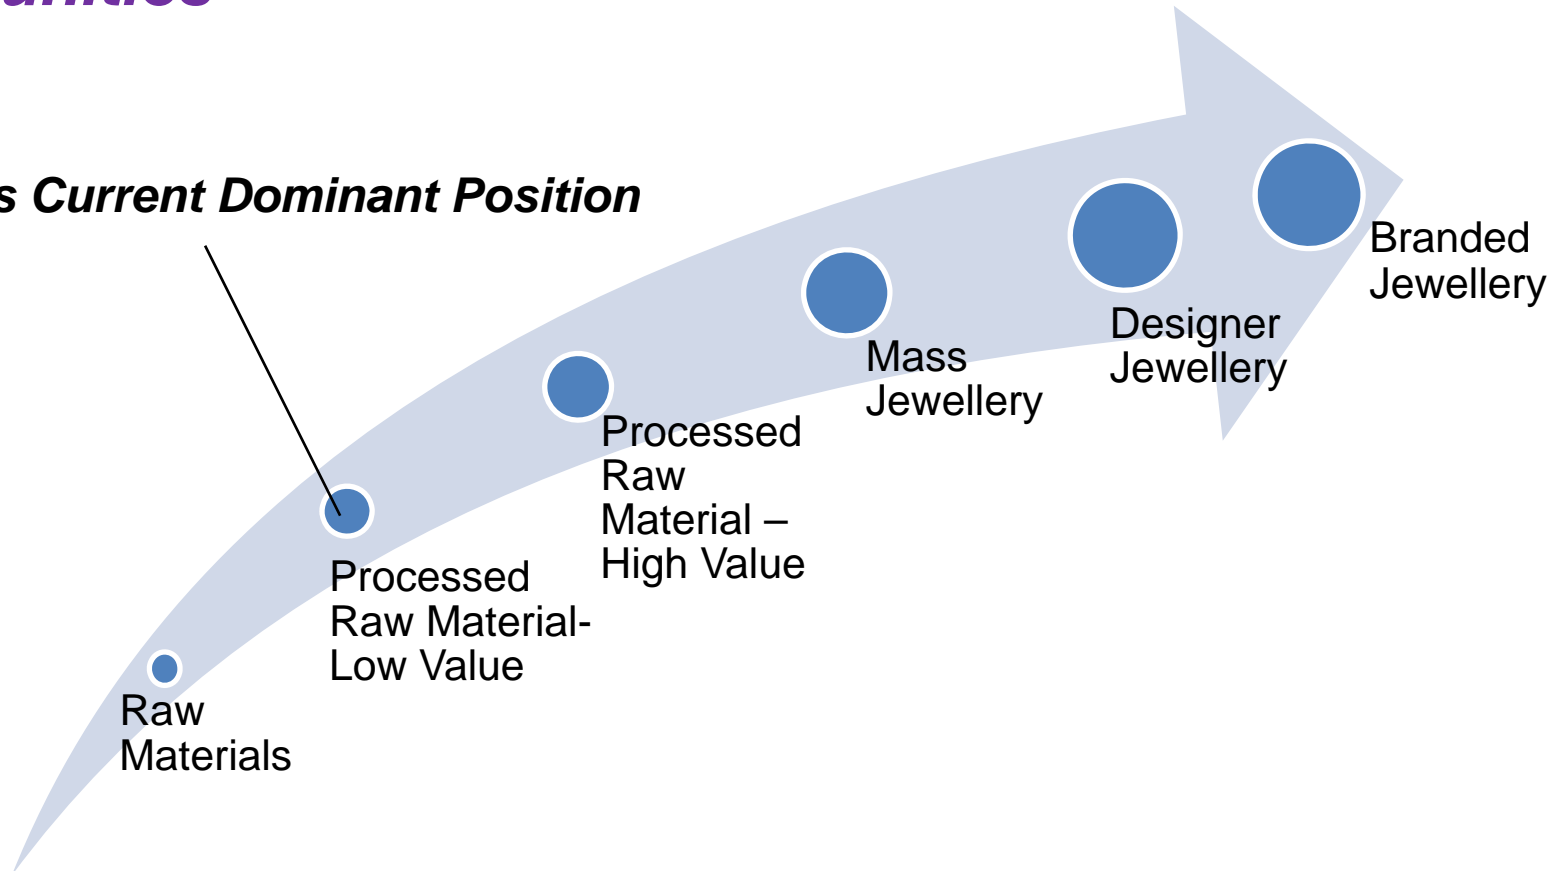 s Current Dominant Position
Branded
Jewellery
Designer
Jewellery
Mass
Jewellery
Processed
Raw
Material –
High Value
Processed
Raw Material-
Low Value
Raw
Materials